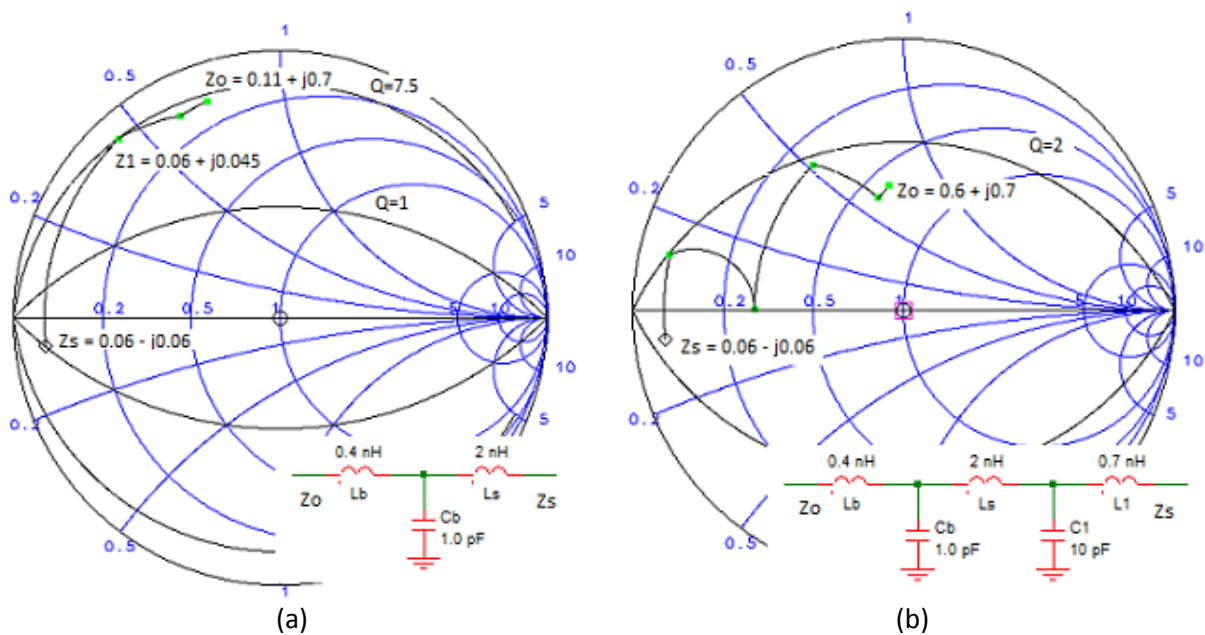 1
0.5
Zo = 0.11 + j0.7
Q=7.5
Z1 = 0.06 + j0.045
0.2
Q=1
5
10
0.2
0.5
1
5
10
Zs = 0.06 - j0.06
10
5
0.2
0.5
1
0.4 nH
2 nH
Zo
Lb
Ls
Zs
Cb
1.0 pF
(a)
1
0.5
Q=2
Zo = 0.6 + j0.7
0.2
5
10
0.2
0.5
1
5
10
Zs = 0.06 - j0.06
10
5
0.2
0.5
0.4 nH
2 nH
0.7 nH
Zo
Lb
Ls
L1
Zs
Cb
1.0 pF
C1
10 pF
(b)